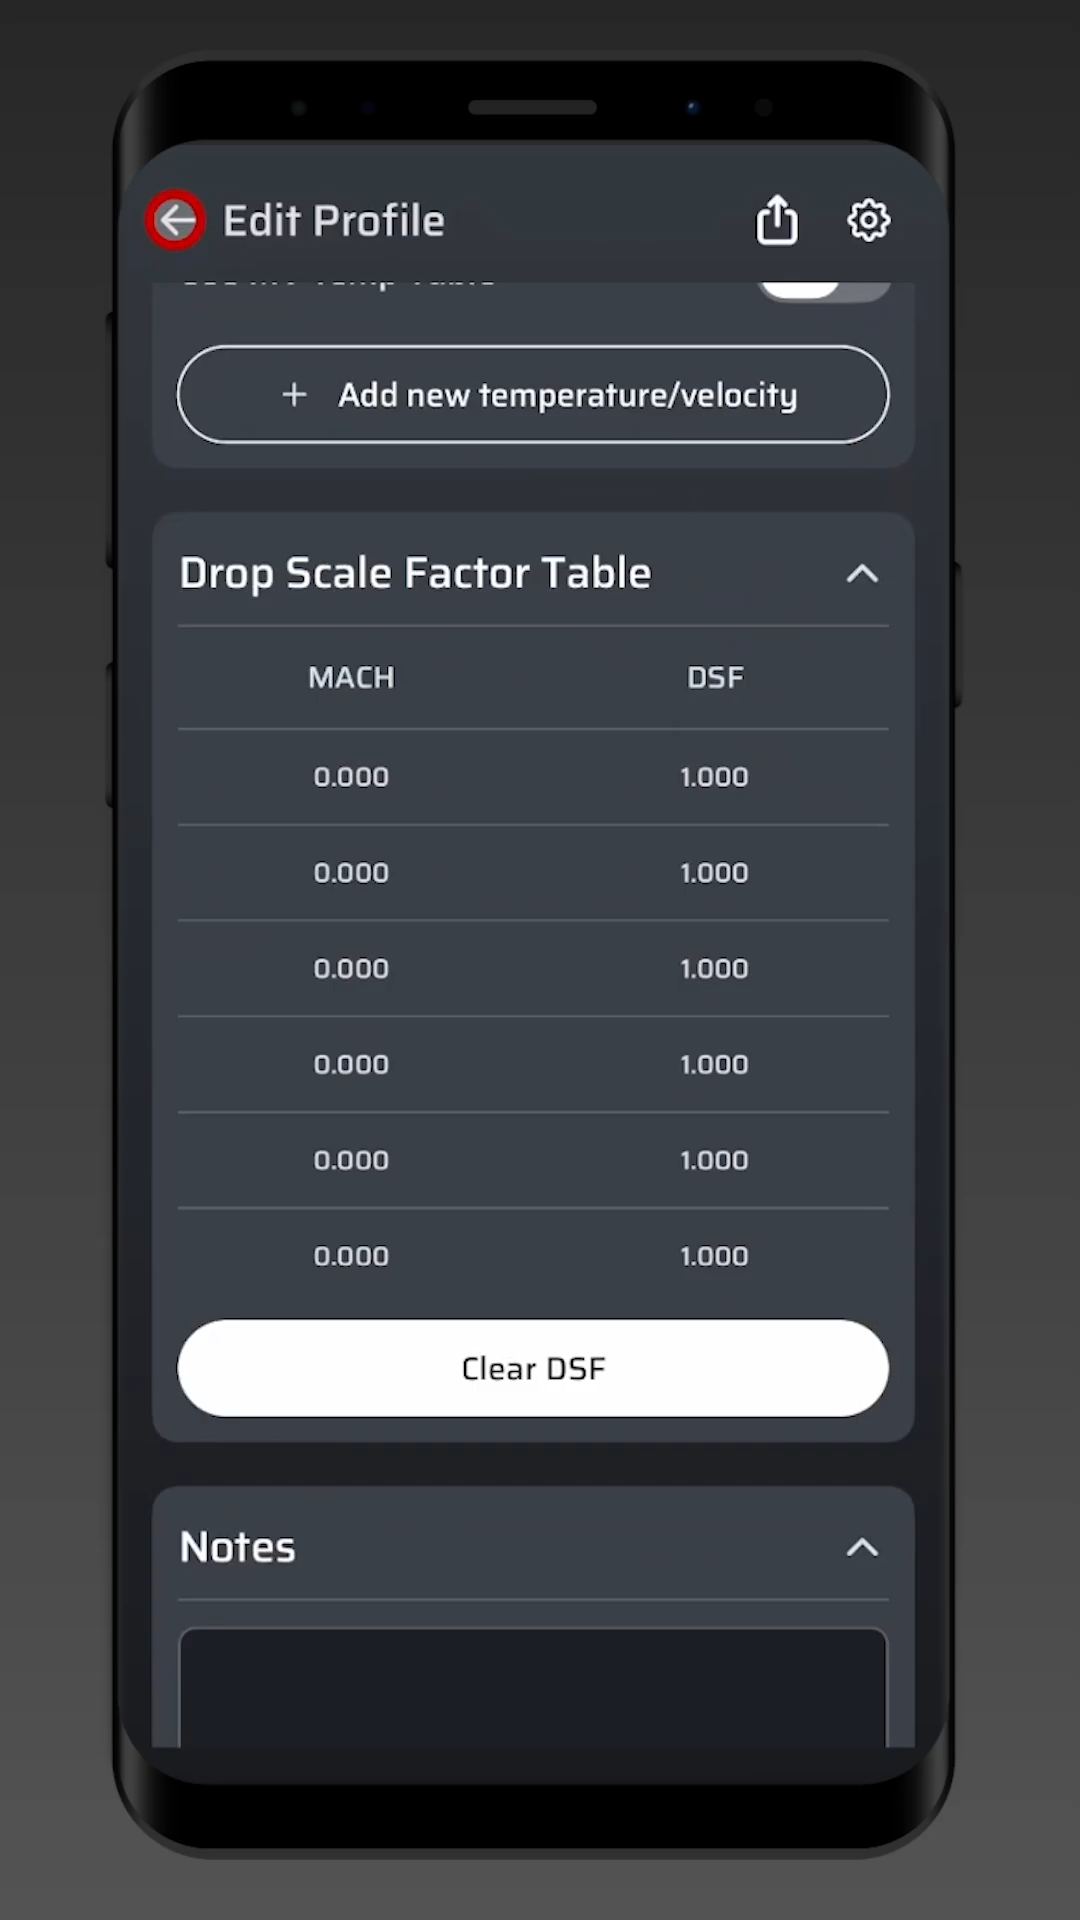 Edit Profile
+ Add new temperature/velocity
Drop Scale Factor Table
MACH DSF
0.000 1.000
0.000 1.000
0.000 1.000
0.000 1.000
0.000 1.000
0.000 1.000
Clear DSF
Notes